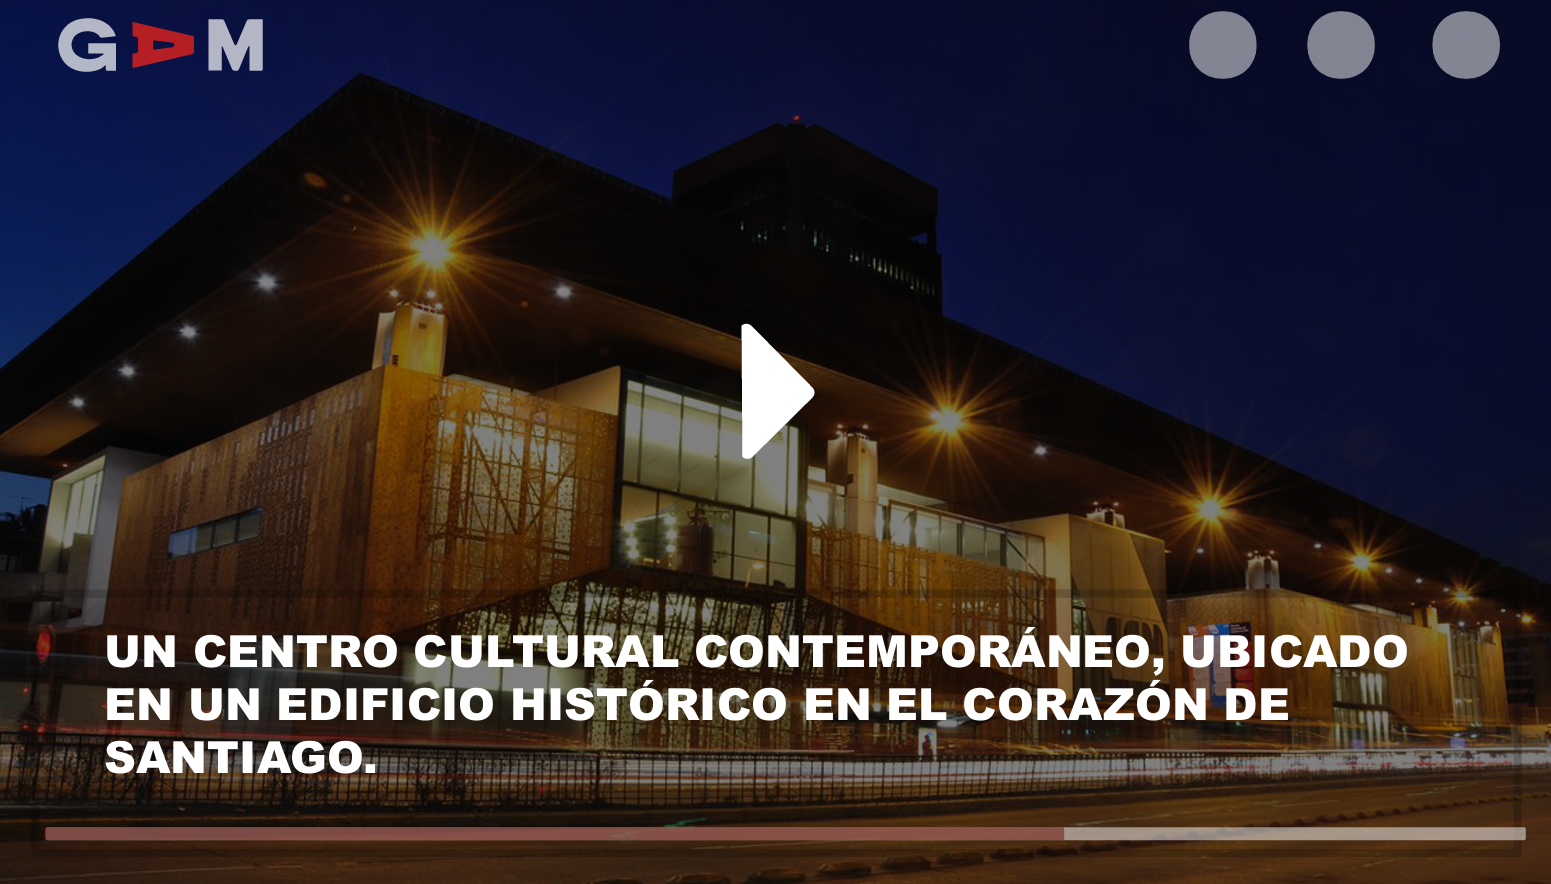 GAM
UN CENTRO CULTURAL CONTEMPORÁNEO, UBICADO
EN UN EDIFICIO HISTÓRICO EN EL CORAZÓN DE
SANTIAGO.